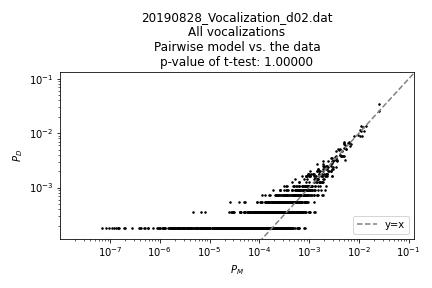 20190828_Vocalization_d02.dat
All vocalizations
Pairwise model vs. the data
p-value of t-test: 1.00000
10⁻¹
10⁻²
10⁻³
P_D
y=x
10⁻⁷ 10⁻⁶ 10⁻⁵ 10⁻⁴ 10⁻³ 10⁻² 10⁻¹
P_M